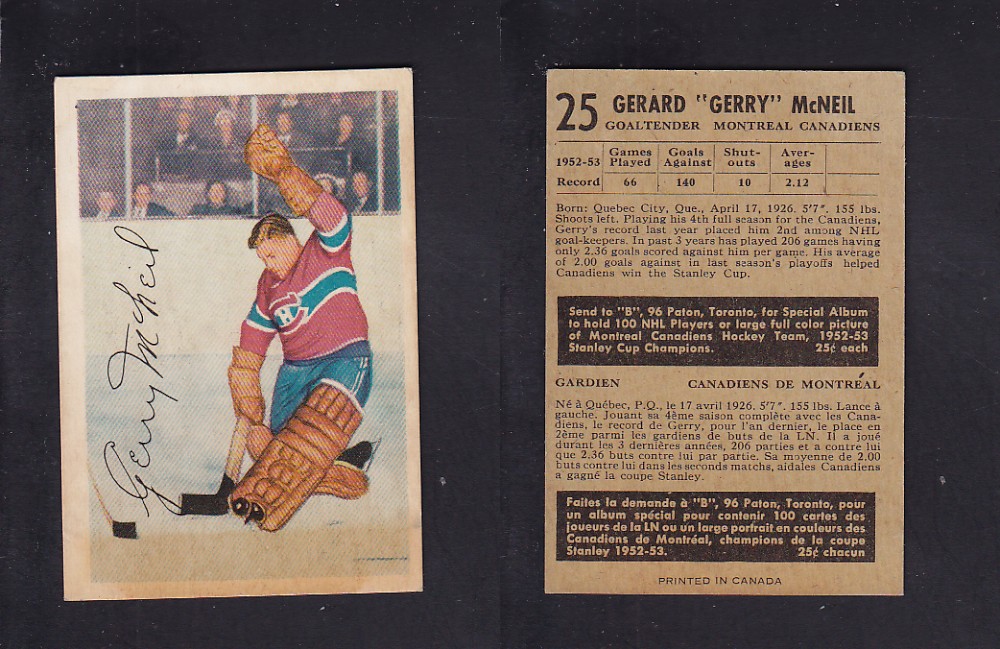 Gerry McNeil
25 GERARD "GERRY" McNEIL
GOALTENDER MONTREAL CANADIENS
1952-53 Games Played Goals Against Shut-outs Aver-ages
Record 66 140 10 2.12
Born: Quebec City, Que., April 17, 1926. 5'7". 155 lbs.
Shoots left. Playing his 4th full season for the Canadiens,
Gerry's record last year placed him 2nd among NHL
goal-keepers. In past 3 years has played 206 games having
only 2.36 goals scored against him per game. His average
of 2.00 goals against in last season's playoffs helped
Canadiens win the Stanley Cup.
Send to "B", 96 Paton, Toronto, for Special Album
to hold 100 NHL Players or large full color picture
of Montreal Canadiens Hockey Team, 1952-53
Stanley Cup Champions. 25¢ each
GARDIEN CANADIENS DE MONTRÉAL
Né à Québec, P.Q., le 17 avril 1926. 5'7". 155 lbs. Lance à
gauche. Jouant sa 4ème saison complète avec les Cana-
diens, le record de Gerry, pour l'an dernier, le place en
2ème parmi les gardiens de buts de la LN. Il a joué
durant les 3 dernières années, 206 parties et a contre lui
que 2.36 buts contre lui par partie. Sa moyenne de 2.00
buts contre lui dans les seconds matchs, aidales Canadiens
a gagné la coupe Stanley.
Faites la demande à "B", 96 Paton, Toronto, pour
un album spécial pour contenir 100 cartes des
joueurs de la LN ou un large portrait en couleurs des
Canadiens de Montréal, champions de la coupe
Stanley 1952-53. 25¢ chacun
PRINTED IN CANADA